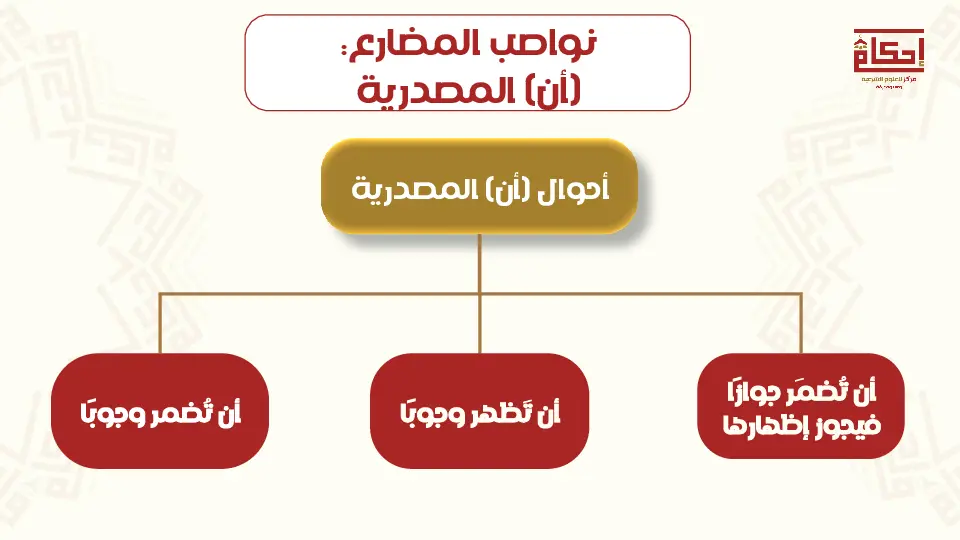 نواصب المضارع:
(أن) المصدرية
إحكام
مركز للعلوم الشرعية
أحوال (أن) المصدرية
أن تُضمَر جوازًا
فيجوز إظهارها
أن تَظهر وجوبًا
أن تُضمر وجوبًا